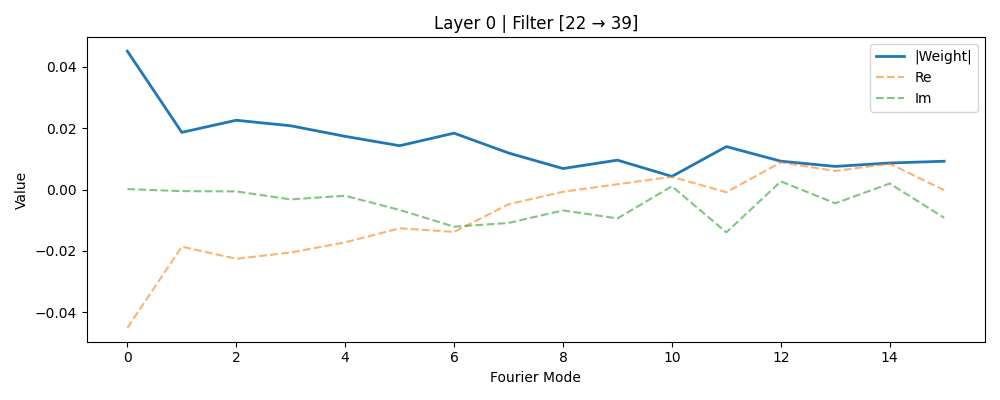 Layer 0 | Filter [22 → 39]
|Weight|
Re
Im
Value
0.04
0.02
0.00
−0.02
−0.04
0 2 4 6 8 10 12 14
Fourier Mode